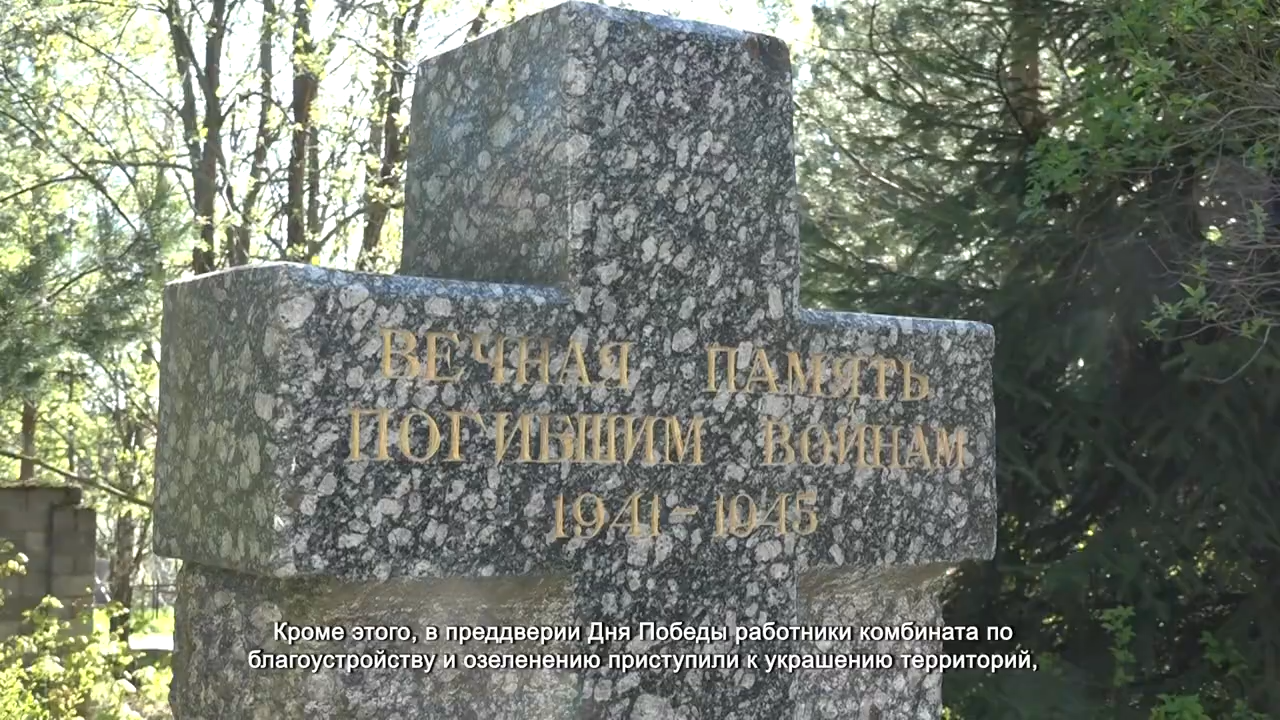 ВЕЧНАЯ ПАМЯТЬ
ПОГИБШИМ ВОИНАМ
1941-1945
Кроме этого, в преддверии Дня Победы работники комбината по
благоустройству и озеленению приступили к украшению территорий,